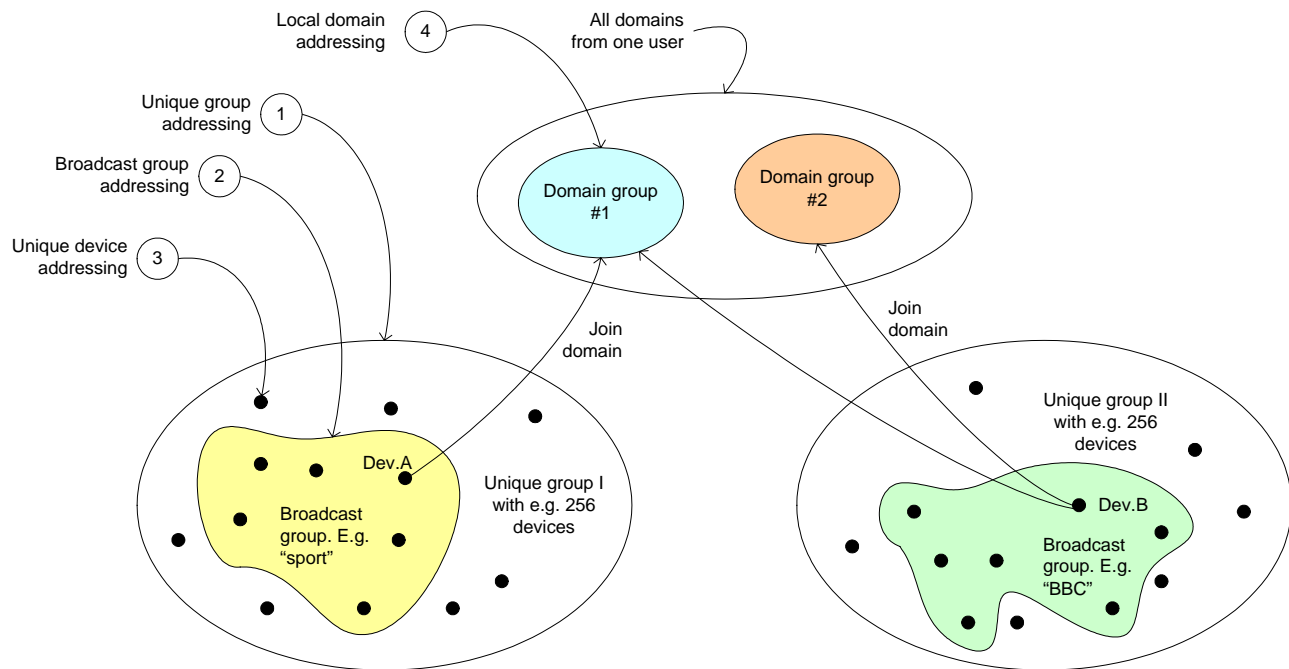 Local domain
addressing
4
All domains
from one user
Unique group
addressing
1
Broadcast group
addressing
2
Unique device
addressing
3
Domain group
#1
Domain group
#2
Join
domain
Join
domain
Dev.A
Broadcast
group. E.g.
“sport”
Unique group I
with e.g. 256
devices
Unique group II
with e.g. 256
devices
Dev.B
Broadcast
group. E.g.
“BBC”